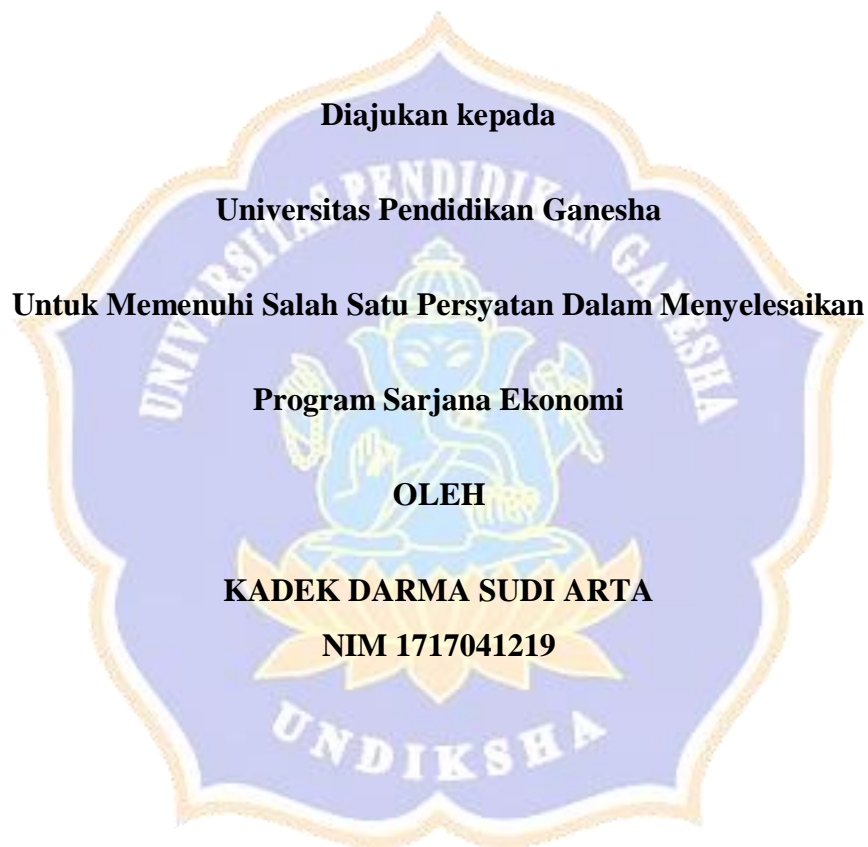 Diajukan kepada
Universitas Pendidikan Ganesha
UNIVERSITAS PENDIDIKAN GANESHA
Untuk Memenuhi Salah Satu Persyatan Dalam Menyelesaikan
Program Sarjana Ekonomi
OLEH
KADEK DARMA SUDI ARTA
NIM 1717041219
UNDIKSHA